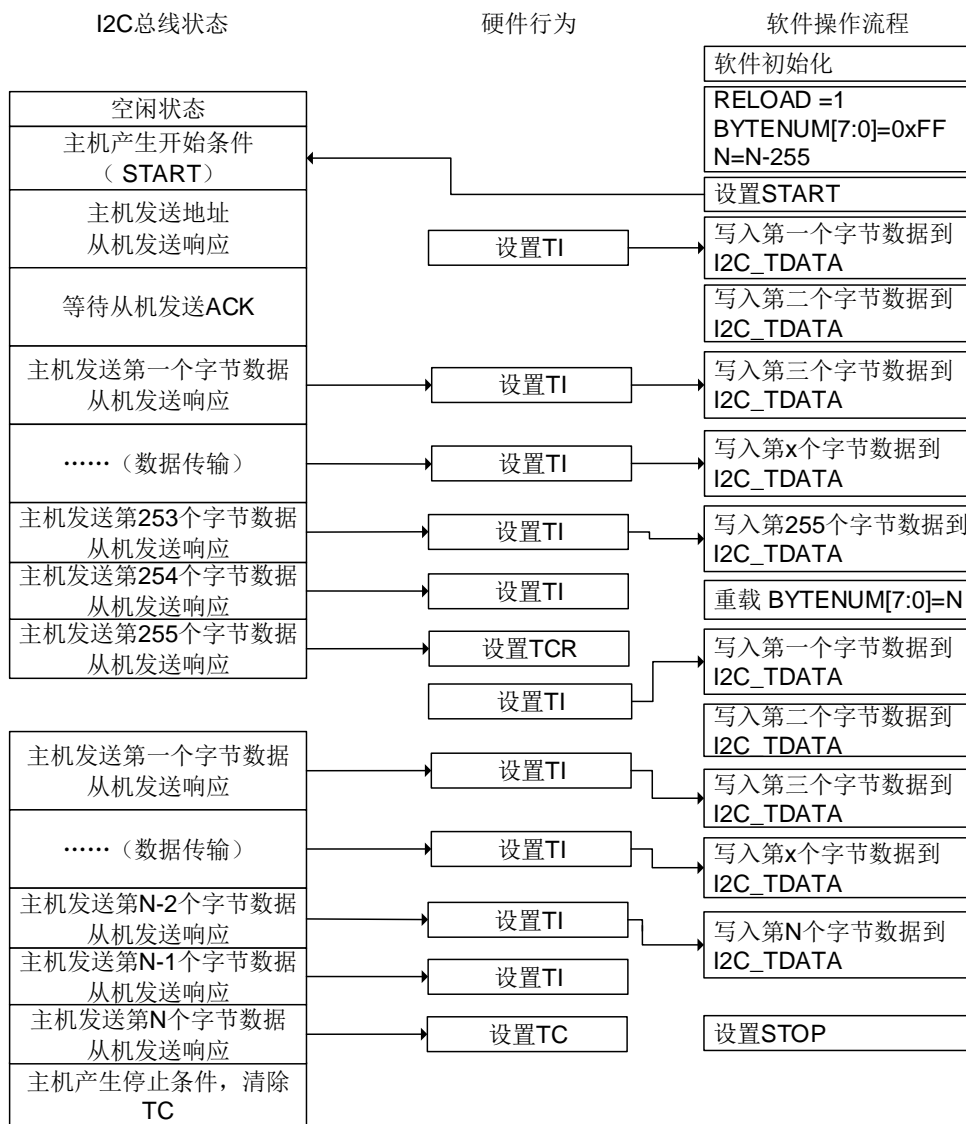 I2C总线状态
硬件行为
软件操作流程
软件初始化
空闲状态
RELOAD =1
BYTENUM[7:0]=0xFF
N=N-255
主机产生开始条件
（ START）
设置START
主机发送地址
从机发送响应
设置TI
写入第一个字节数据到
I2C_TDATA
等待从机发送ACK
写入第二个字节数据到
I2C_TDATA
主机发送第一个字节数据
从机发送响应
设置TI
写入第三个字节数据到
I2C_TDATA
……（数据传输）
设置TI
写入第x个字节数据到
I2C_TDATA
主机发送第253个字节数据
从机发送响应
设置TI
写入第255个字节数据到
I2C_TDATA
主机发送第254个字节数据
从机发送响应
设置TI
重载 BYTENUM[7:0]=N
主机发送第255个字节数据
从机发送响应
设置TCR
设置TI
写入第一个字节数据到
I2C_TDATA
写入第二个字节数据到
I2C_TDATA
主机发送第一个字节数据
从机发送响应
设置TI
写入第三个字节数据到
I2C_TDATA
……（数据传输）
设置TI
写入第x个字节数据到
I2C_TDATA
主机发送第N-2个字节数据
从机发送响应
设置TI
写入第N个字节数据到
I2C_TDATA
主机发送第N-1个字节数据
从机发送响应
设置TI
主机发送第N个字节数据
从机发送响应
设置TC
设置STOP
主机产生停止条件，清除
TC